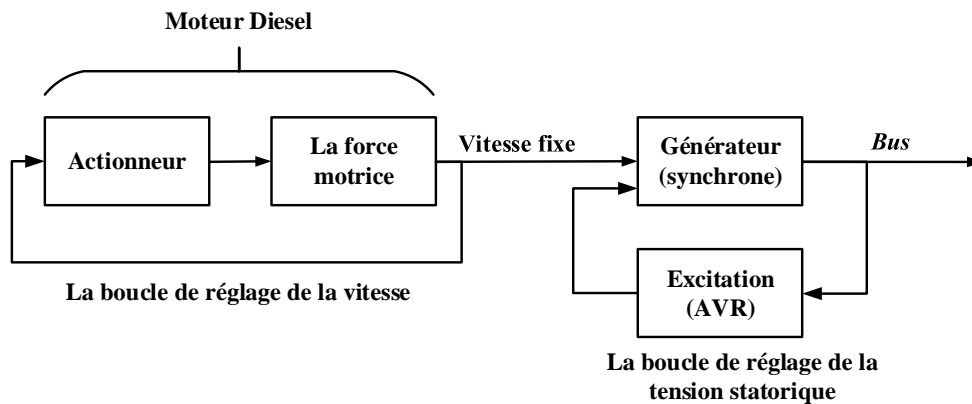 Moteur Diesel
Actionneur
La force
motrice
Vitesse fixe
Générateur
(synchrone)
Bus
La boucle de réglage de la vitesse
Excitation
(AVR)
La boucle de réglage de la
tension statorique